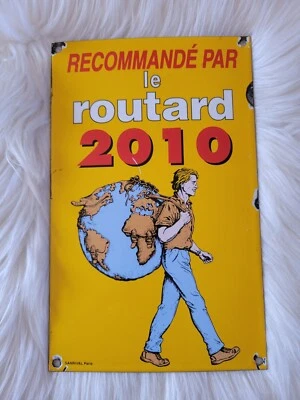 RECOMMANDÉ PAR
le
routard
2010